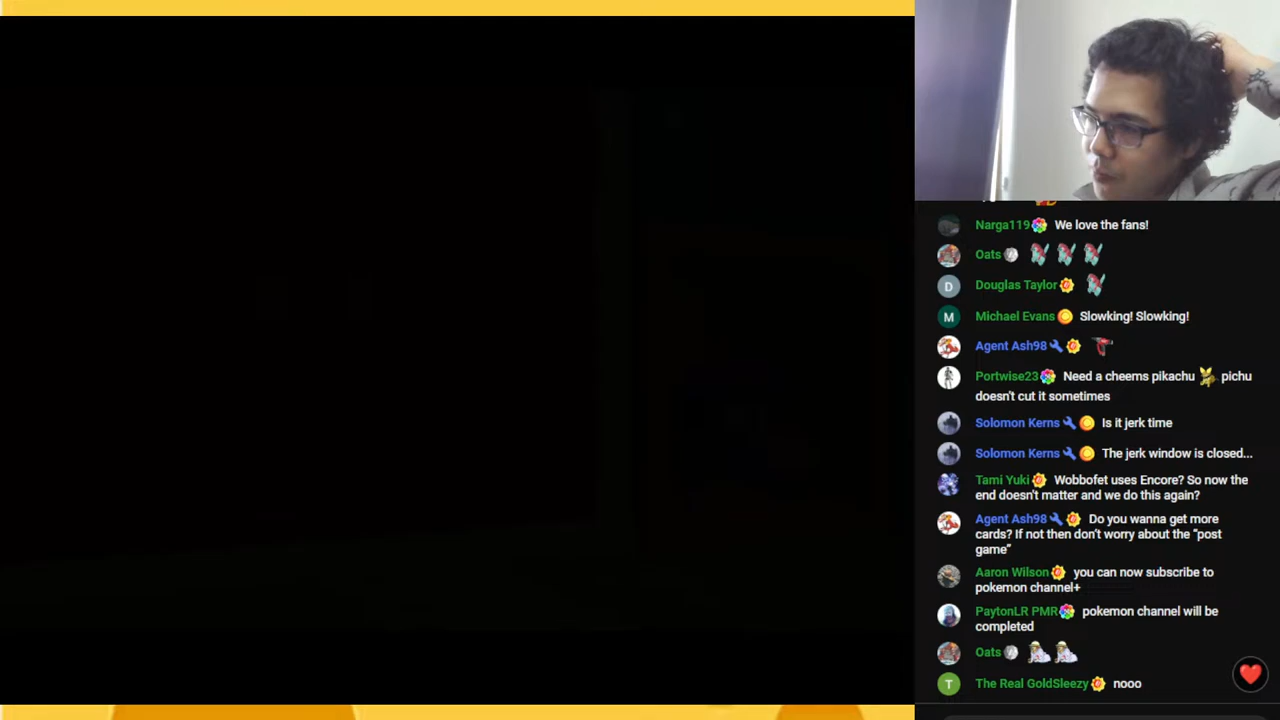 Narga119 We love the fans!
Oats
Douglas Taylor
D
Michael Evans Slowking! Slowking!
M
Agent Ash98
Portwise23 Need a cheems pikachu pichu
doesn't cut it sometimes
Solomon Kerns Is it jerk time
Solomon Kerns The jerk window is closed...
Tami Yuki Wobbofet uses Encore? So now the
end doesn't matter and we do this again?
Agent Ash98 Do you wanna get more
cards? If not then don't worry about the “post
game”
Aaron Wilson you can now subscribe to
pokemon channel+
PaytonLR PMR pokemon channel will be
completed
Oats
The Real GoldSleezy nooo
T